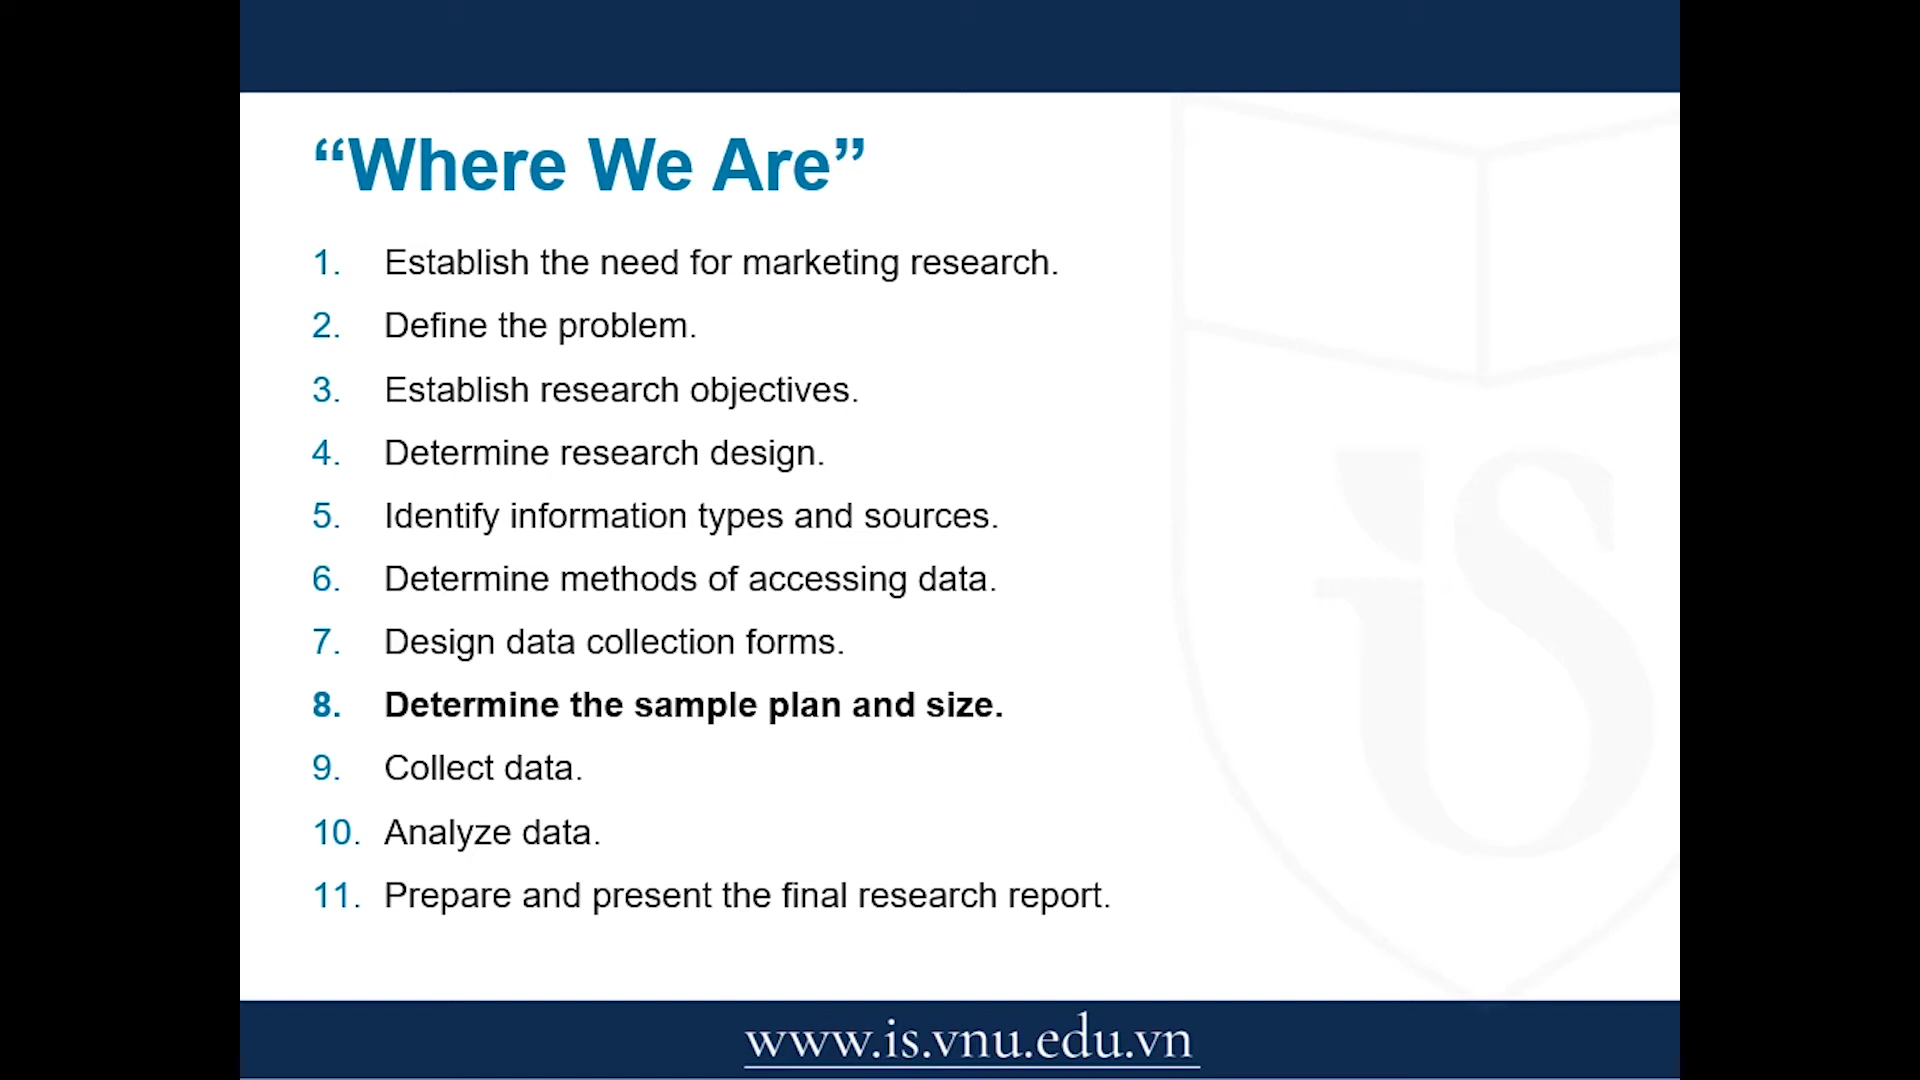 “Where We Are”
1. Establish the need for marketing research.
2. Define the problem.
3. Establish research objectives.
4. Determine research design.
5. Identify information types and sources.
6. Determine methods of accessing data.
7. Design data collection forms.
8. Determine the sample plan and size.
9. Collect data.
10. Analyze data.
11. Prepare and present the final research report.
iS
www.is.vnu.edu.vn